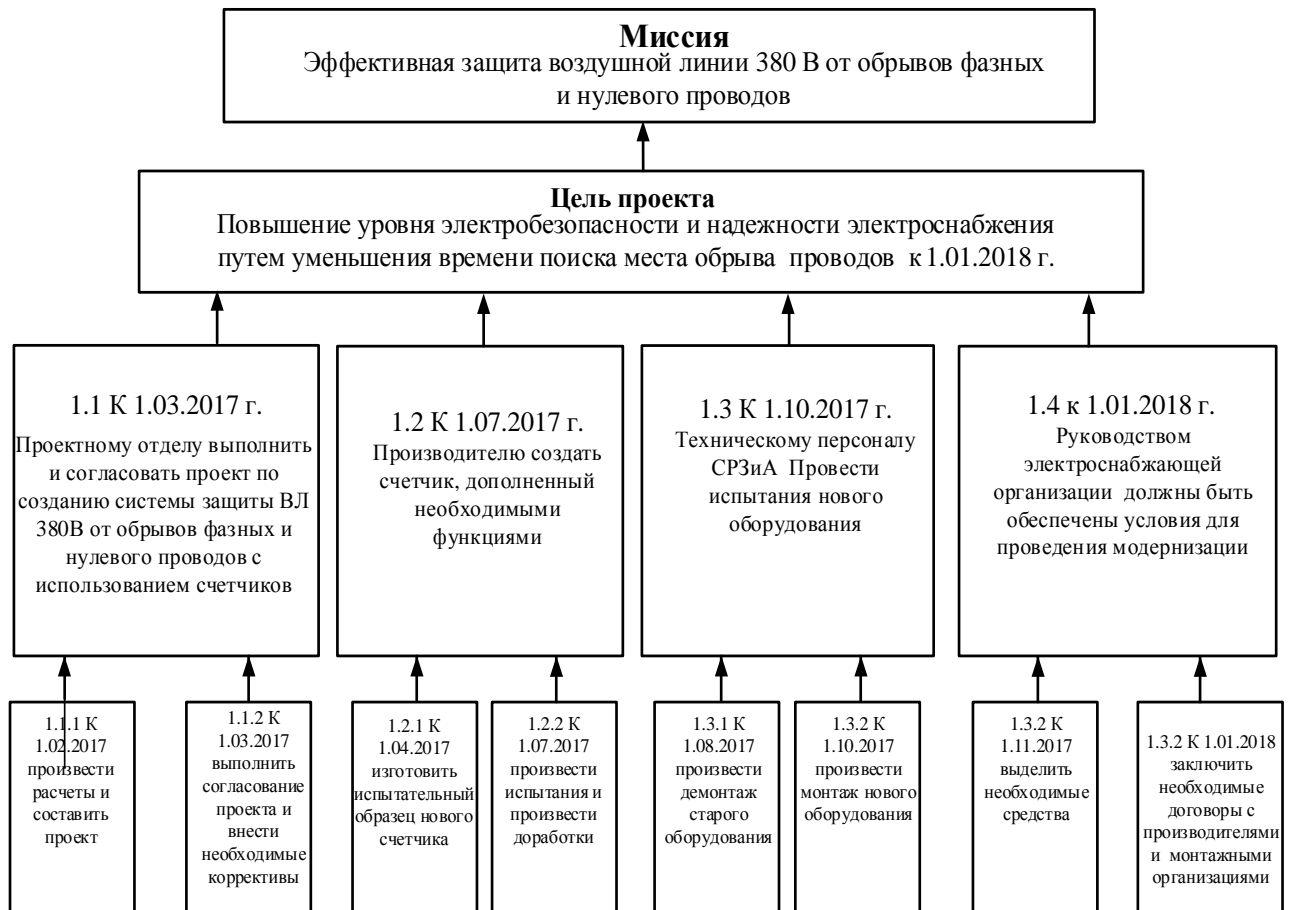 Миссия
Эффективная защита воздушной линии 380 В от обрывов фазных
и нулевого проводов
Цель проекта
Повышение уровня электробезопасности и надежности электроснабжения
путем уменьшения времени поиска места обрыва проводов к 1.01.2018 г.
1.1 К 1.03.2017 г.
Проектному отделу выполнить
и согласовать проект по
созданию системы защиты ВЛ
380В от обрывов фазных и
нулевого проводов с
использованием счетчиков
1.2 К 1.07.2017 г.
Производителю создать
счетчик, дополненный
необходимыми
функциями
1.3 К 1.10.2017 г.
Техническому персоналу
СРЗиА Провести
испытания нового
оборудования
1.4 к 1.01.2018 г.
Руководством
электроснабжающей
организации должны быть
обеспечены условия для
проведения модернизации
1.1.1 К
1.02.2017
произвести
расчеты и
составить
проект
1.1.2 К
1.03.2017
выполнить
согласование
проекта и
внести
необходимые
коррективы
1.2.1 К
1.04.2017
изготовить
испытательный
образец нового
счетчика
1.2.2 К
1.07.2017
произвести
испытания и
произвести
доработки
1.3.1 К
1.08.2017
произвести
демонтаж
старого
оборудования
1.3.2 К
1.10.2017
произвести
монтаж нового
оборудования
1.3.2 К
1.11.2017
выделить
необходимые
средства
1.3.2 К 1.01.2018
заключить
необходимые
договоры с
производителями
и монтажными
организациями